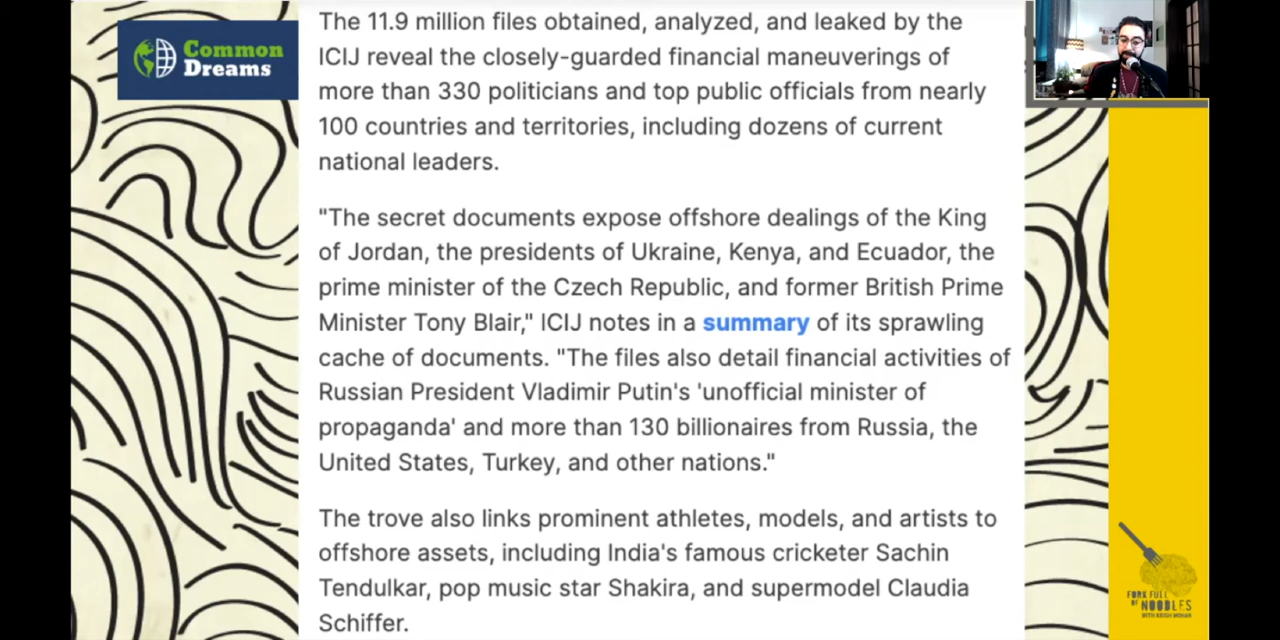 Common
Dreams
The 11.9 million files obtained, analyzed, and leaked by the
ICIJ reveal the closely-guarded financial maneuverings of
more than 330 politicians and top public officials from nearly
100 countries and territories, including dozens of current
national leaders.
"The secret documents expose offshore dealings of the King
of Jordan, the presidents of Ukraine, Kenya, and Ecuador, the
prime minister of the Czech Republic, and former British Prime
Minister Tony Blair," ICIJ notes in a summary of its sprawling
cache of documents. "The files also detail financial activities of
Russian President Vladimir Putin's 'unofficial minister of
propaganda' and more than 130 billionaires from Russia, the
United States, Turkey, and other nations."
The trove also links prominent athletes, models, and artists to
offshore assets, including India's famous cricketer Sachin
Tendulkar, pop music star Shakira, and supermodel Claudia
Schiffer.
FORK FULL
OF NOODLES
WITH KRISH MOHAN